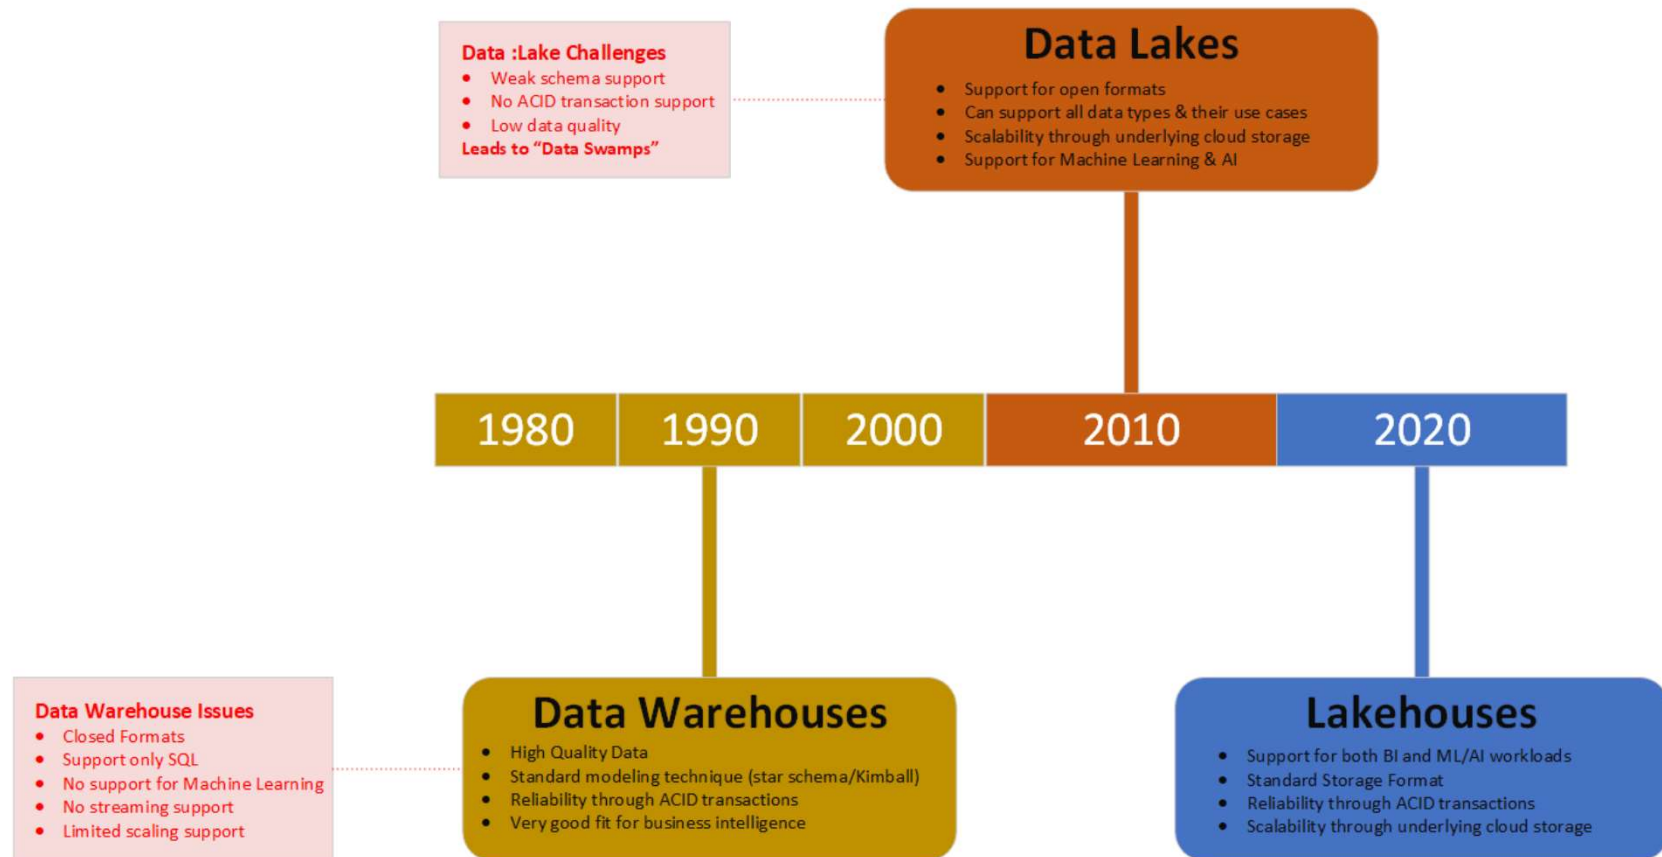 Data :Lake Challenges
• Weak schema support
• No ACID transaction support
• Low data quality
Leads to “Data Swamps”
Data Lakes
• Support for open formats
• Can support all data types & their use cases
• Scalability through underlying cloud storage
• Support for Machine Learning & AI
1980 1990 2000 2010 2020
Data Warehouse Issues
• Closed Formats
• Support only SQL
• No support for Machine Learning
• No streaming support
• Limited scaling support
Data Warehouses
• High Quality Data
• Standard modeling technique (star schema/Kimball)
• Reliability through ACID transactions
• Very good fit for business intelligence
Lakehouses
• Support for both BI and ML/AI workloads
• Standard Storage Format
• Reliability through ACID transactions
• Scalability through underlying cloud storage